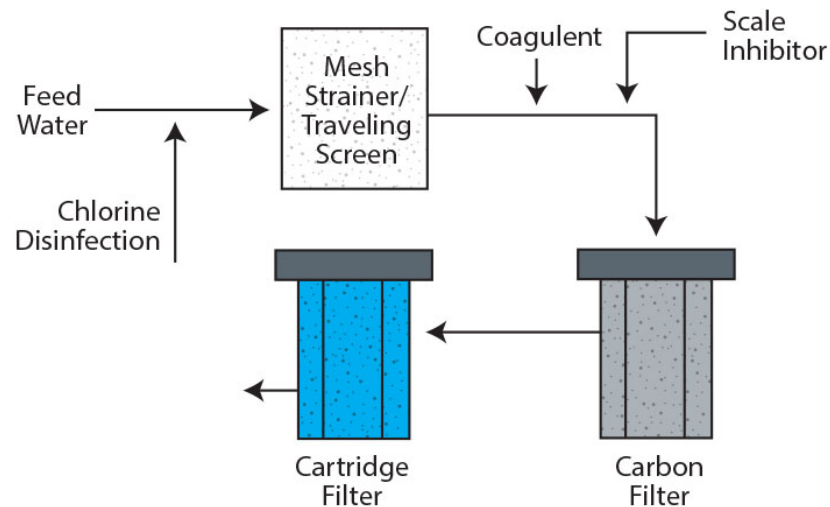 Feed
Water
Chlorine
Disinfection
Mesh
Strainer/
Traveling
Screen
Coagulent
Scale
Inhibitor
Cartridge
Filter
Carbon
Filter